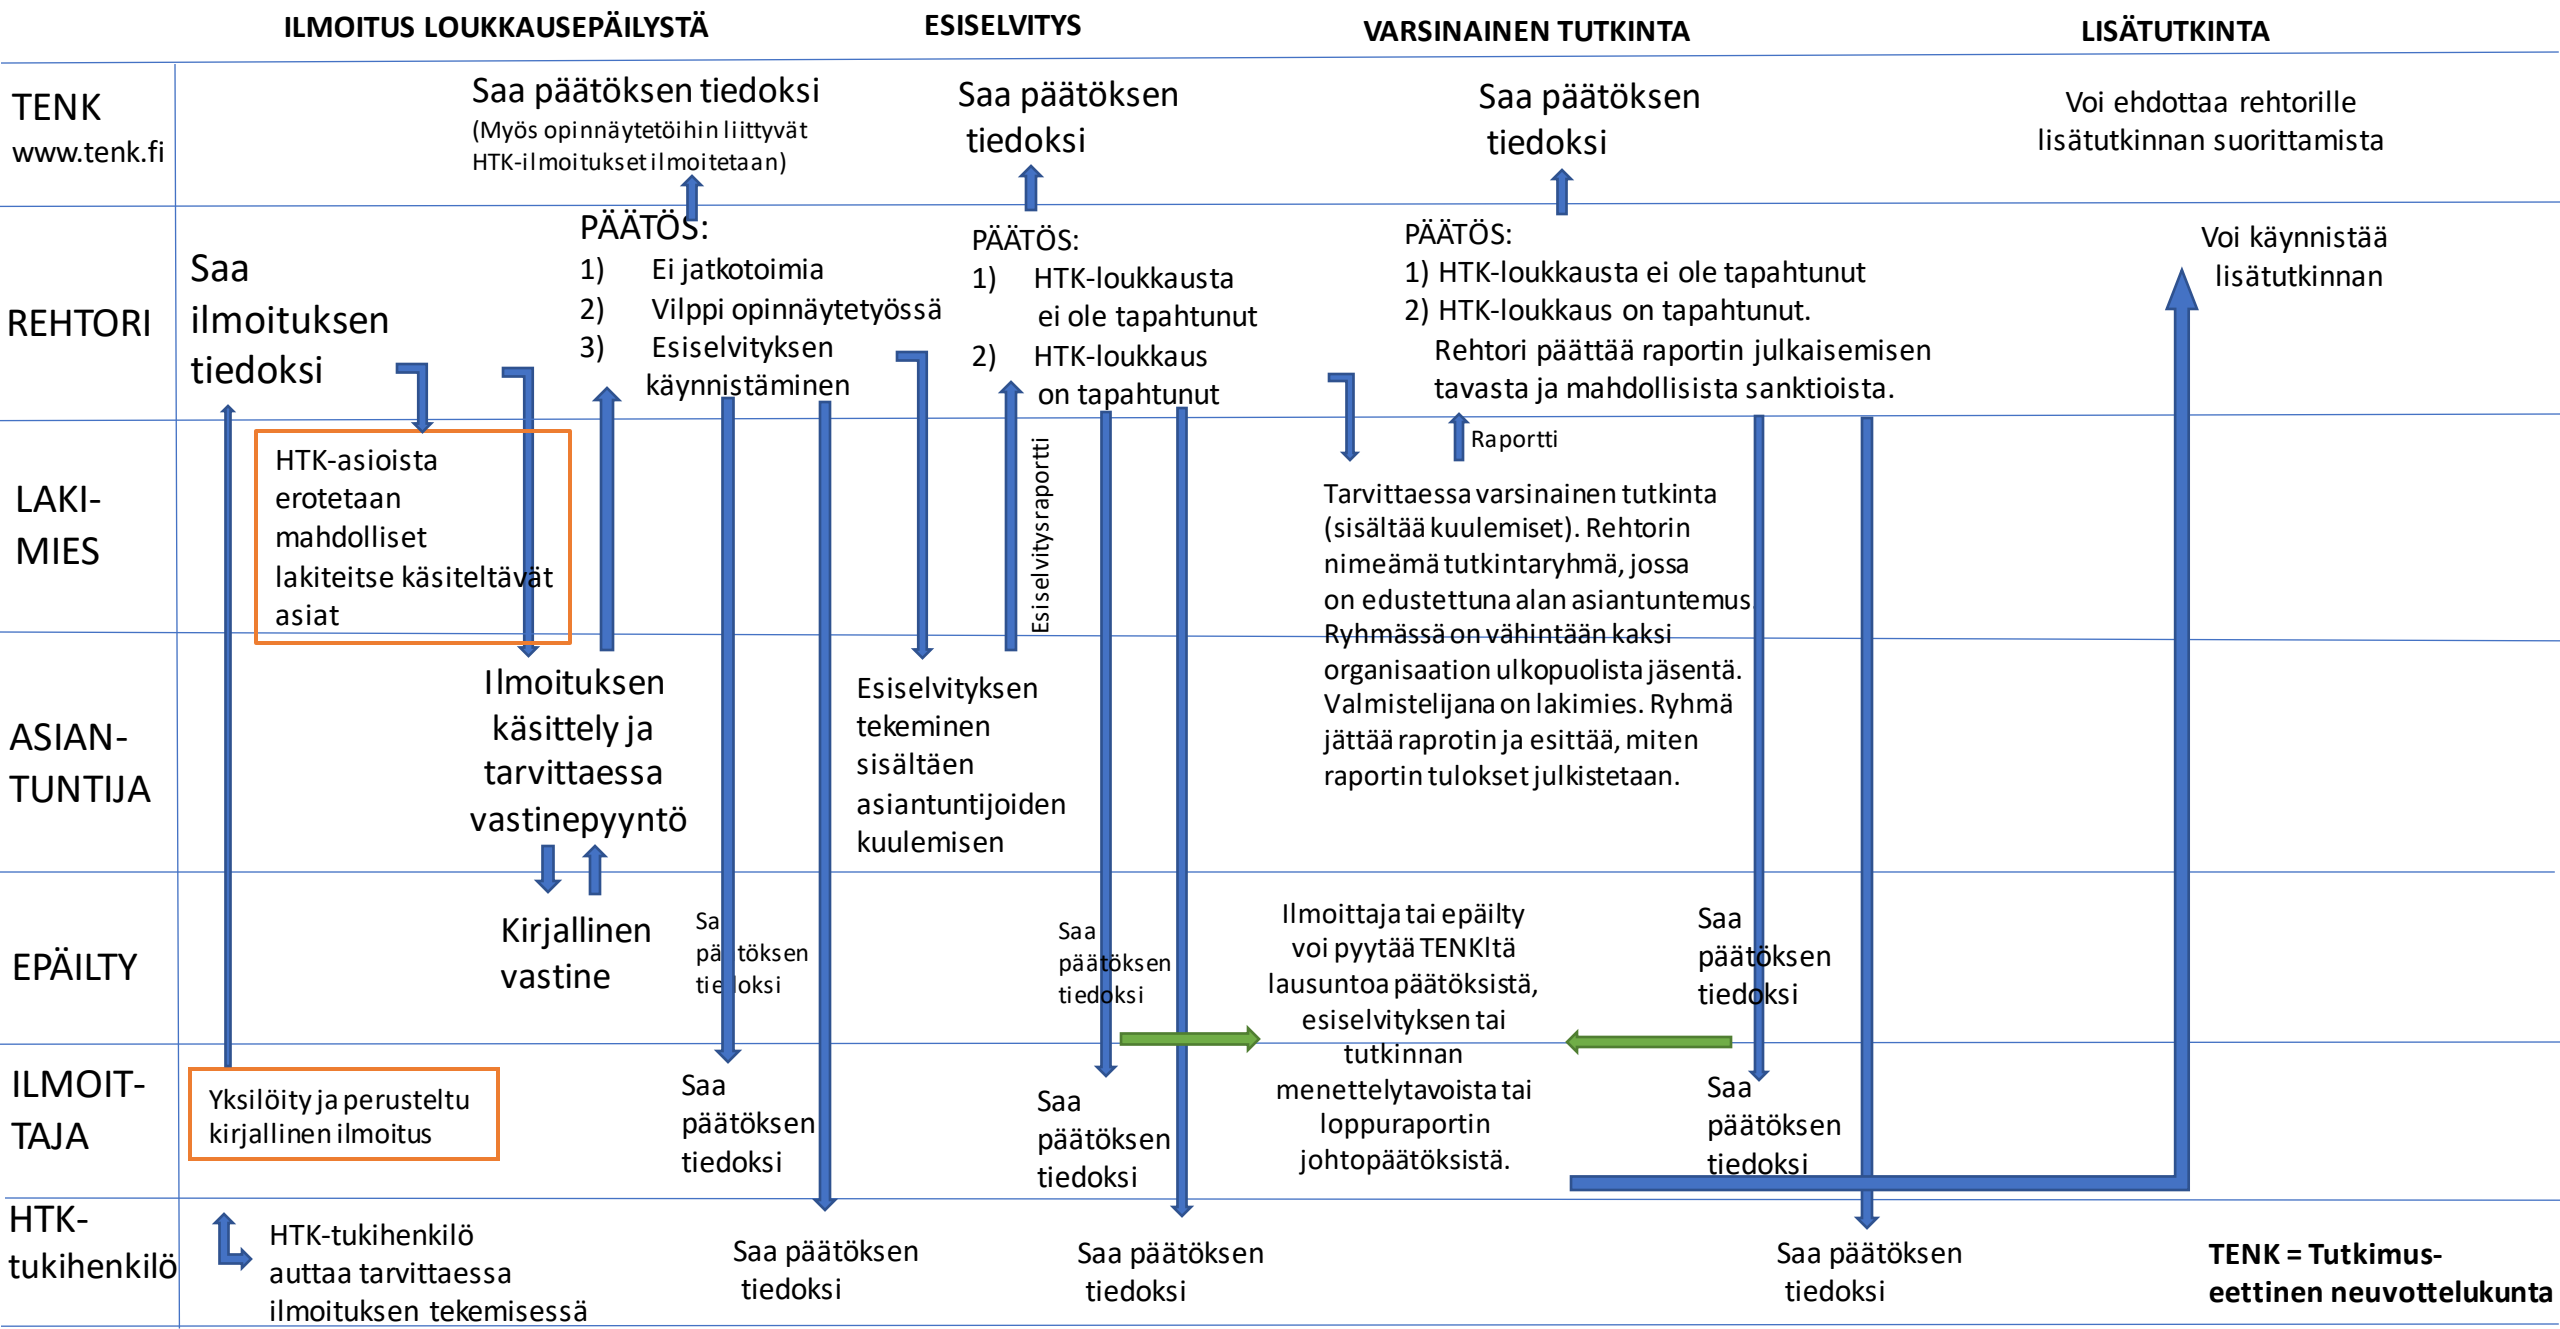 ILMOITUS LOUKKAUSEPÄILYSTÄ
ESISELVITYS
VARSINAINEN TUTKINTA
LISÄTUTKINTA
TENK
www.tenk.fi
Saa päätöksen tiedoksi
(Myös opinnäytetöihin liittyvät
HTK-ilmoitukset ilmoitetaan)
Saa päätöksen
tiedoksi
Saa päätöksen
tiedoksi
Voi ehdottaa rehtorille
lisätutkinnan suorittamista
REHTORI
Saa
ilmoituksen
tiedoksi
PÄÄTÖS:
1) Ei jatkotoimia
2) Vilppi opinnäytetyössä
3) Esiselvityksen
käynnistäminen
PÄÄTÖS:
1) HTK-loukkausta
ei ole tapahtunut
2) HTK-loukkaus
on tapahtunut
PÄÄTÖS:
1) HTK-loukkausta ei ole tapahtunut
2) HTK-loukkaus on tapahtunut.
Rehtori päättää raportin julkaisemisen
tavasta ja mahdollisista sanktioista.
Voi käynnistää
lisätutkinnan
LAKI-
MIES
HTK-asioista
erotetaan
mahdolliset
lakiteitse käsiteltävät
asiat
Esiselvitysraportti
Raportti
Tarvittaessa varsinainen tutkinta
(sisältää kuulemiset). Rehtorin
nimeämä tutkintaryhmä, jossa
on edustettuna alan asiantuntemus.
Ryhmässä on vähintään kaksi
organisaation ulkopuolista jäsentä.
Valmistelijana on lakimies. Ryhmä
jättää raprotin ja esittää, miten
raportin tulokset julkistetaan.
ASIAN-
TUNTIJA
Ilmoituksen
käsittely ja
tarvittaessa
vastinepyyntö
Esiselvityksen
tekeminen
sisältäen
asiantuntijoiden
kuulemisen
EPÄILTY
Kirjallinen
vastine
Saa
päätöksen
tiedoksi
Saa
päätöksen
tiedoksi
Ilmoittaja tai epäilty
voi pyytää TENKltä
lausuntoa päätöksistä,
esiselvityksen tai
tutkinnan
menettelytavoista tai
loppuraportin
johtopäätöksistä.
Saa
päätöksen
tiedoksi
ILMOIT-
TAJA
Yksilöity ja perusteltu
kirjallinen ilmoitus
Saa
päätöksen
tiedoksi
Saa
päätöksen
tiedoksi
Saa
päätöksen
tiedoksi
HTK-
tukihenkilö
HTK-tukihenkilö
auttaa tarvittaessa
ilmoituksen tekemisessä
Saa päätöksen
tiedoksi
Saa päätöksen
tiedoksi
Saa päätöksen
tiedoksi
TENK = Tutkimus-
eettinen neuvottelukunta